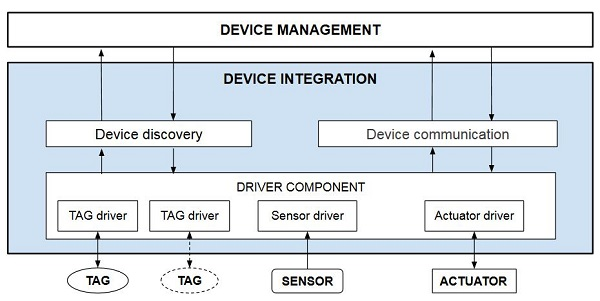 DEVICE MANAGEMENT
DEVICE INTEGRATION
Device discovery
Device communication
DRIVER COMPONENT
TAG driver
TAG driver
Sensor driver
Actuator driver
TAG
TAG
SENSOR
ACTUATOR